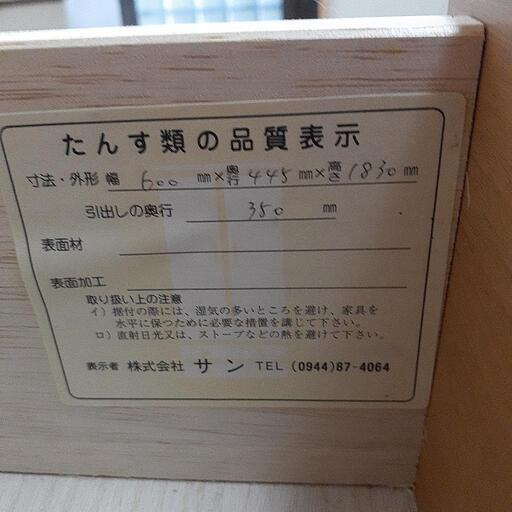 たんす類の品質表示
寸法・外形 幅 600 mm×奥行 445 mm×高さ 1830 mm
引出しの奥行 350 mm
表面材
表面加工
取り扱い上の注意
イ）据付の際には、湿気の多いところを避け、家具を
水平に保つために必要な措置を講じて下さい。
ロ）直射日光又は、ストーブなどの熱を避けて下さい。
表示者 株式会社 サン TEL (0944)87-4064